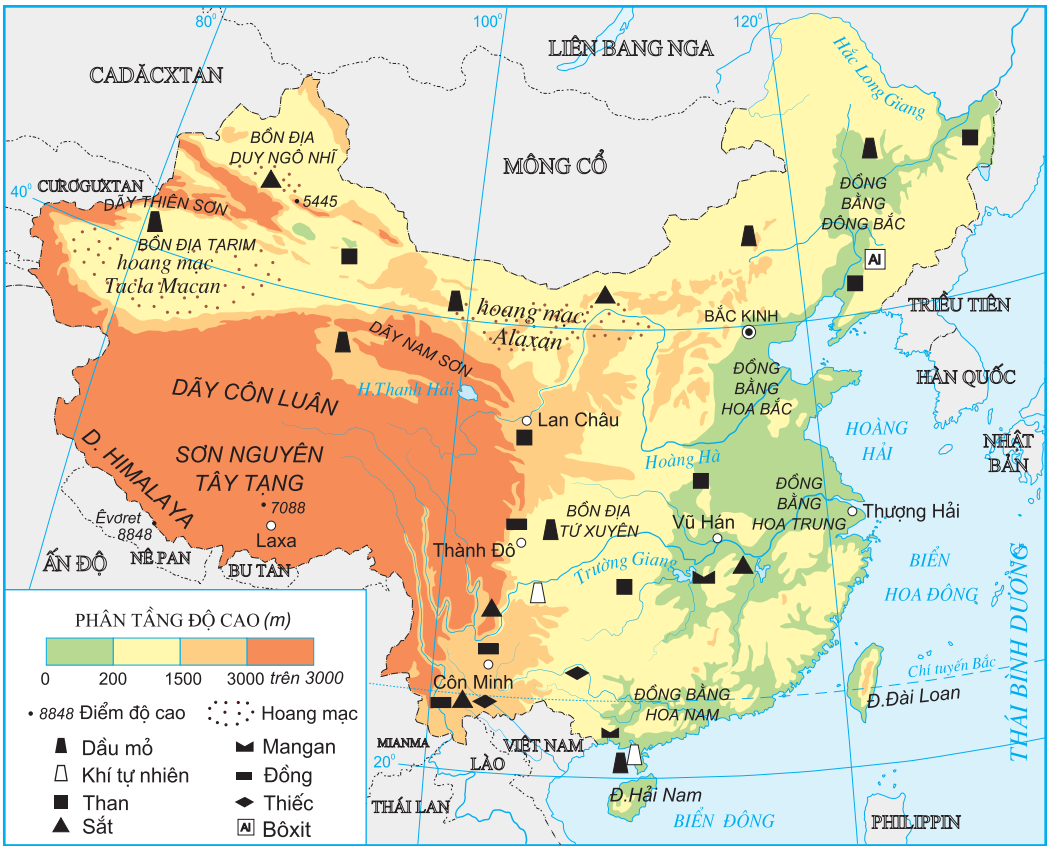 80⁰
100⁰
120⁰
LIÊN BANG NGA
CADĂCXTAN
Hắc Long Giang
BỒN ĐỊA
DUY NGÔ NHĨ
MÔNG CỔ
CƯRƠGƯXTAN
40⁰
DÃY THIÊN SƠN
5445
ĐỒNG
BẰNG
ĐÔNG BẮC
BỒN ĐỊA TARIM
hoang mạc
Tacla Macan
Al
hoang mạc
Alaxan
BẮC KINH
TRIỀU TIÊN
DÃY NAM SƠN
H.Thanh Hải
DÃY CÔN LUÂN
ĐỒNG
BẰNG
HOA BẮC
HÀN QUỐC
Lan Châu
HOÀNG
HẢI
NHẬT
BẢN
D. HIMALAYA
SƠN NGUYÊN
TÂY TẠNG
7088
Laxa
Hoàng Hà
ĐỒNG
BẰNG
HOA TRUNG
Thượng Hải
Êvơret
8848
BỒN ĐỊA
TỨ XUYÊN
Vũ Hán
Thành Đô
Trường Giang
ẤN ĐỘ
NÊ PAN
BU TAN
BIỂN
HOA ĐÔNG
THÁI BÌNH DƯƠNG
Côn Minh
Chí tuyến Bắc
Đ.Đài Loan
ĐỒNG BẰNG
HOA NAM
MIANMA
VIỆT NAM
LÀO
20⁰
THÁI LAN
Đ.Hải Nam
BIỂN ĐÔNG
PHILIPPIN
PHÂN TẦNG ĐỘ CAO (m)
0 200 1500 3000 trên 3000
8848 Điểm độ cao
Hoang mạc
Dầu mỏ
Mangan
Khí tự nhiên
Đồng
Than
Thiếc
Sắt
Al Bôxit